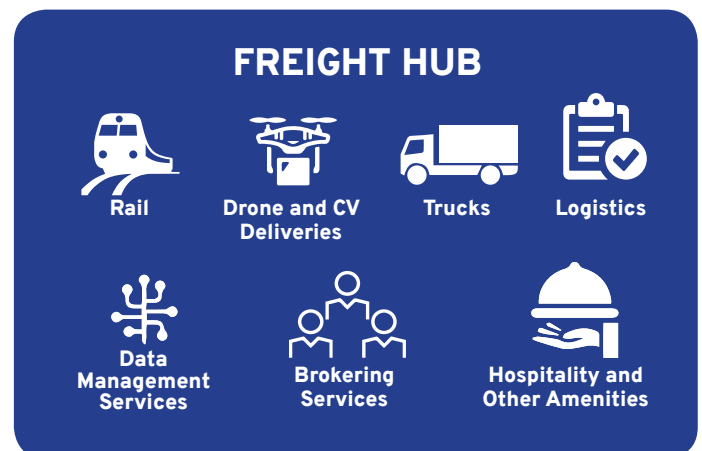 FREIGHT HUB
Rail
Drone and CV
Deliveries
Trucks
Logistics
Data
Management
Services
Brokering
Services
Hospitality and
Other Amenities